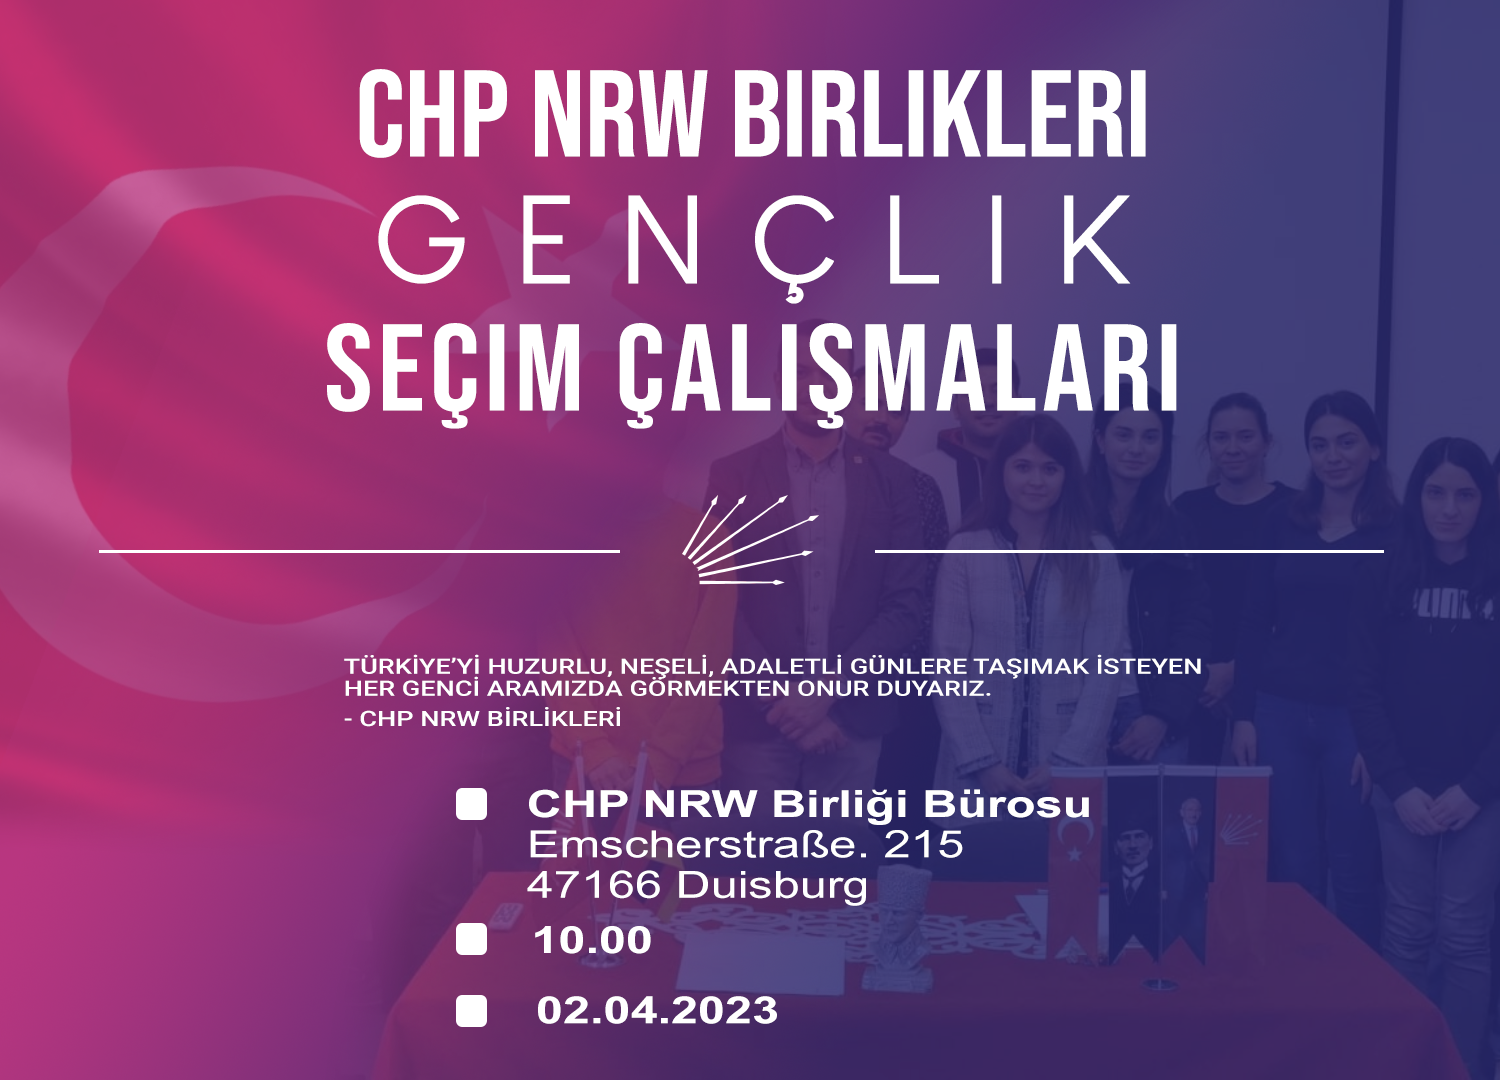 CHP NRW BIRLIKLERI
GENÇLIK
SEÇIM ÇALIŞMALARI
TÜRKİYE'Yİ HUZURLU, NEŞELİ, ADALETLİ GÜNLERE TAŞIMAK İSTEYEN
HER GENCİ ARAMIZDA GÖRMEKTEN ONUR DUYARIZ.
- CHP NRW BİRLİKLERİ
CHP NRW Birliği Bürosu
Emscherstraße. 215
47166 Duisburg
10.00
02.04.2023